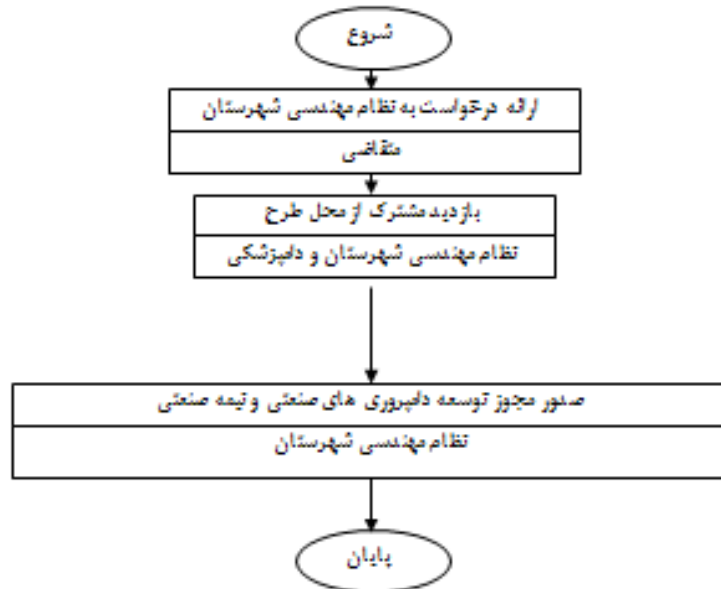 شروع
ارائه درخواست به نظام مهندسی شهرستان
متقاضی
بازدید مشترک از محل طرح
نظام مهندسی شهرستان و دامپزشکی
صدور مجوز توسعه دامپروری های صنعتی و نیمه صنعتی
نظام مهندسی شهرستان
پایان